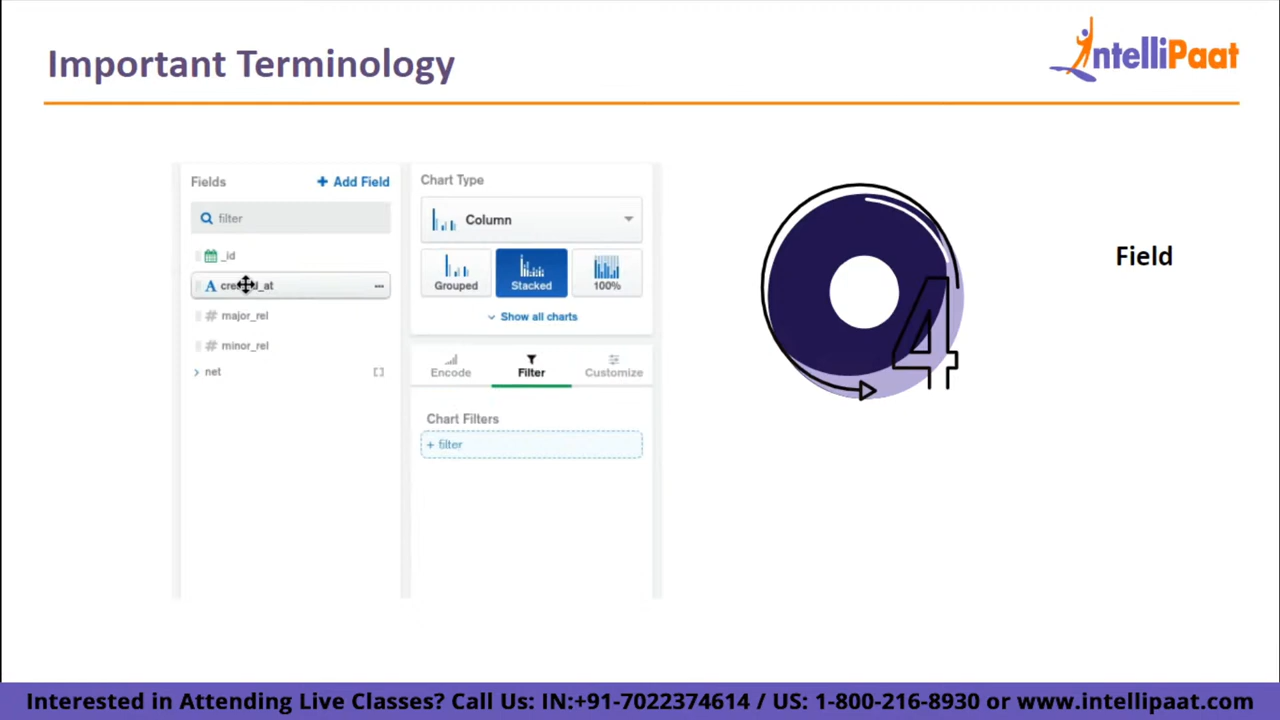 Important Terminology
IntelliPaat
Fields
+ Add Field
filter
_id
A
major_rel
minor_rel
net
Chart Type
Column
Grouped
Stacked
100%
Show all charts
Encode
Filter
Customize
Chart Filters
+ filter
4
Field
Interested in Attending Live Classes? Call Us: IN:+91-7022374614 / US: 1-800-216-8930 or www.intellipaat.com